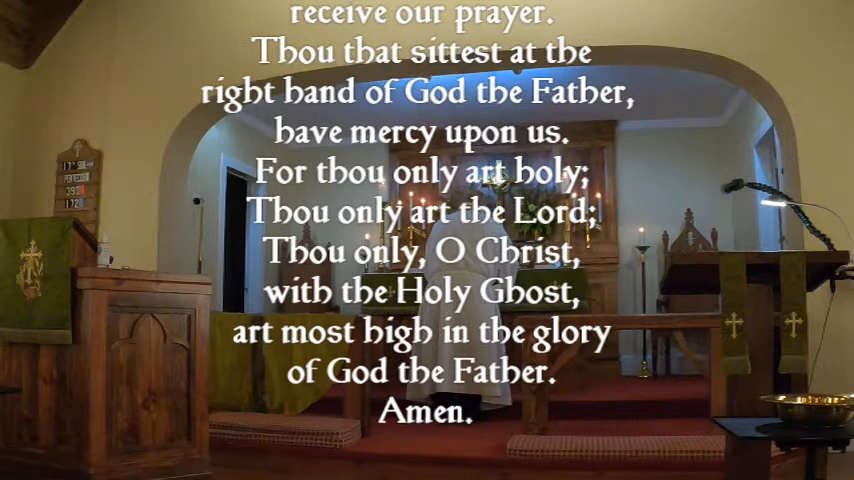 receive our prayer.
Thou that sittest at the
right hand of God the Father,
have mercy upon us.
For thou only art holy;
Thou only art the Lord;
Thou only, O Christ,
with the Holy Ghost,
art most high in the glory
of God the Father.
Amen.